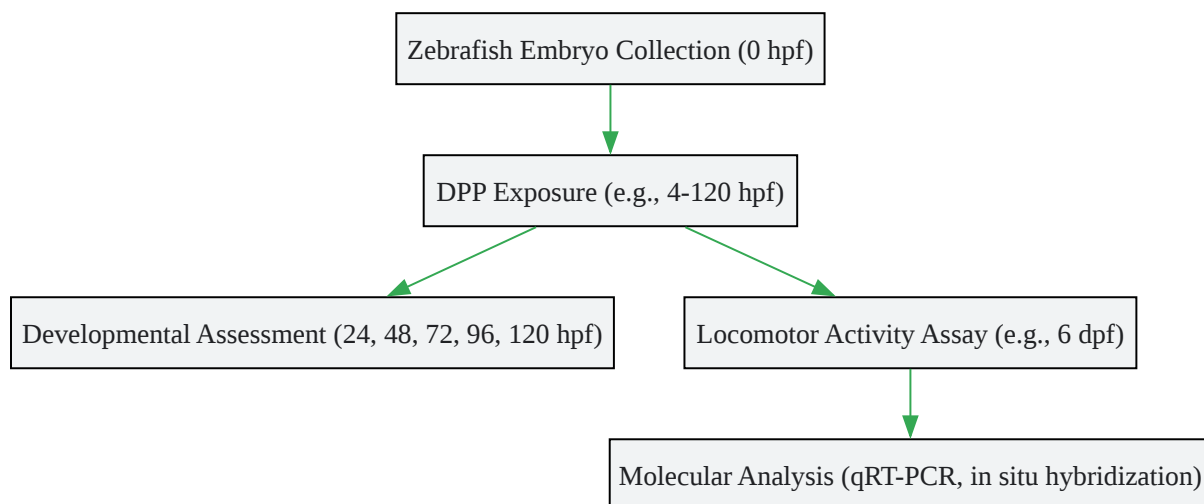 Zebrafish Embryo Collection (0 hpf)
DPP Exposure (e.g., 4-120 hpf)
Developmental Assessment (24, 48, 72, 96, 120 hpf)
Locomotor Activity Assay (e.g., 6 dpf)
Molecular Analysis (qRT-PCR, in situ hybridization)